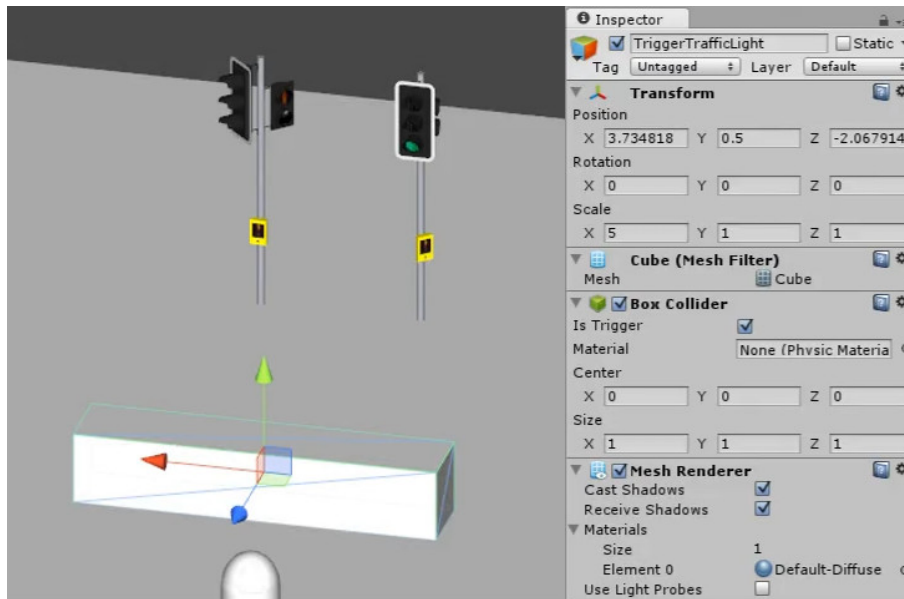 Inspector
TriggerTrafficLight Static
Tag Untagged Layer Default
Transform
Position
X 3.734818 Y 0.5 Z -2.067914
Rotation
X 0 Y 0 Z 0
Scale
X 5 Y 1 Z 1
Cube (Mesh Filter)
Mesh Cube
Box Collider
Is Trigger
Material None (Physic Materia
Center
X 0 Y 0 Z 0
Size
X 1 Y 1 Z 1
Mesh Renderer
Cast Shadows
Receive Shadows
Materials
Size 1
Element 0 Default-Diffuse
Use Light Probes